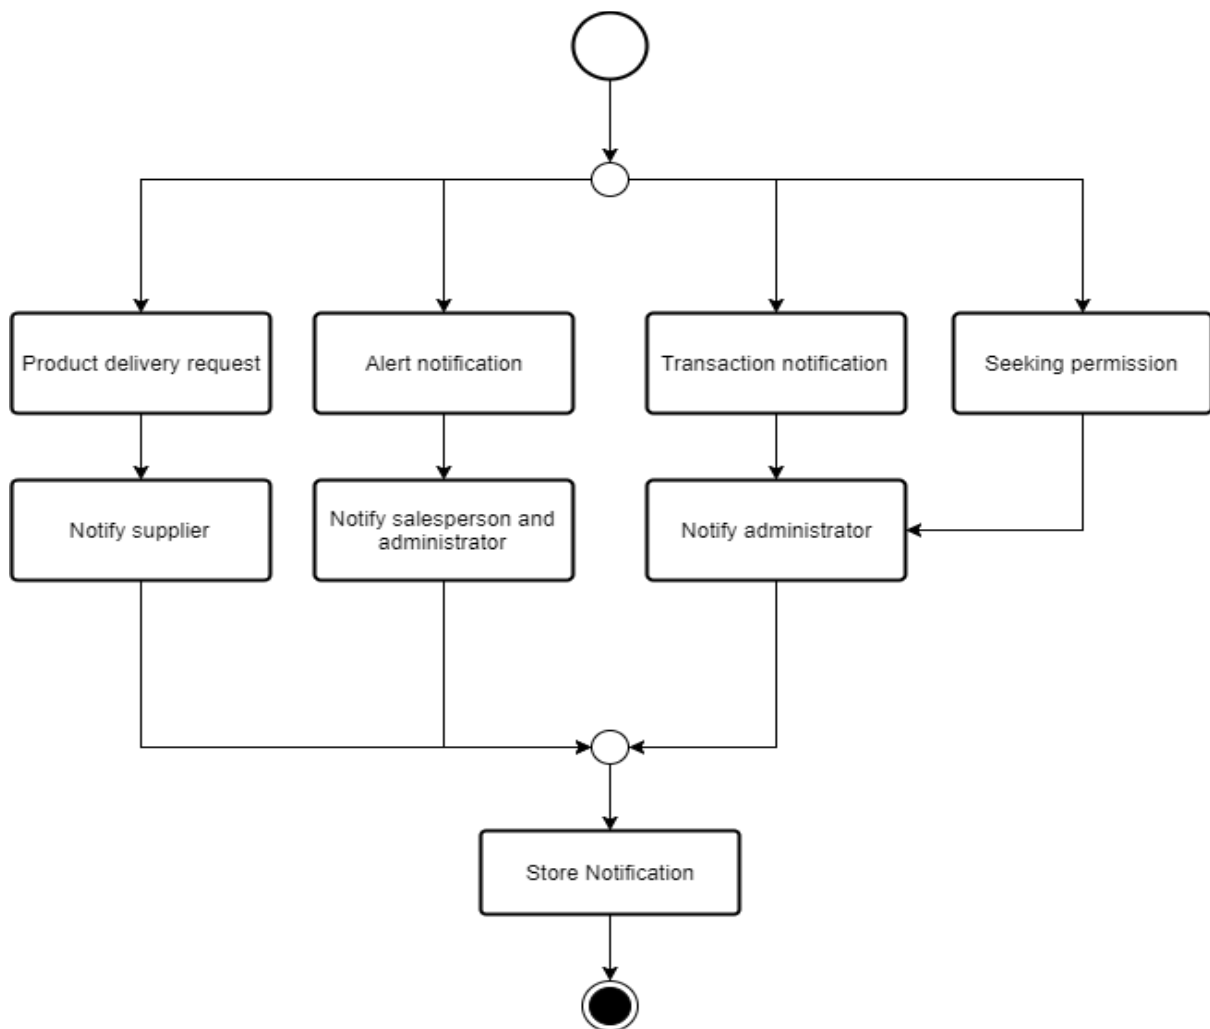 Product delivery request
Alert notification
Transaction notification
Seeking permission
Notify supplier
Notify salesperson and
administrator
Notify administrator
Store Notification